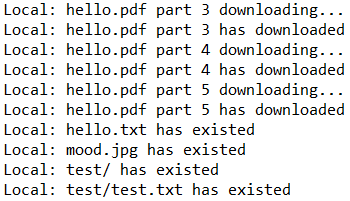 Local: hello.pdf part 3 downloading...
Local: hello.pdf part 3 has downloaded
Local: hello.pdf part 4 downloading...
Local: hello.pdf part 4 has downloaded
Local: hello.pdf part 5 downloading...
Local: hello.pdf part 5 has downloaded
Local: hello.txt has existed
Local: mood.jpg has existed
Local: test/ has existed
Local: test/test.txt has existed